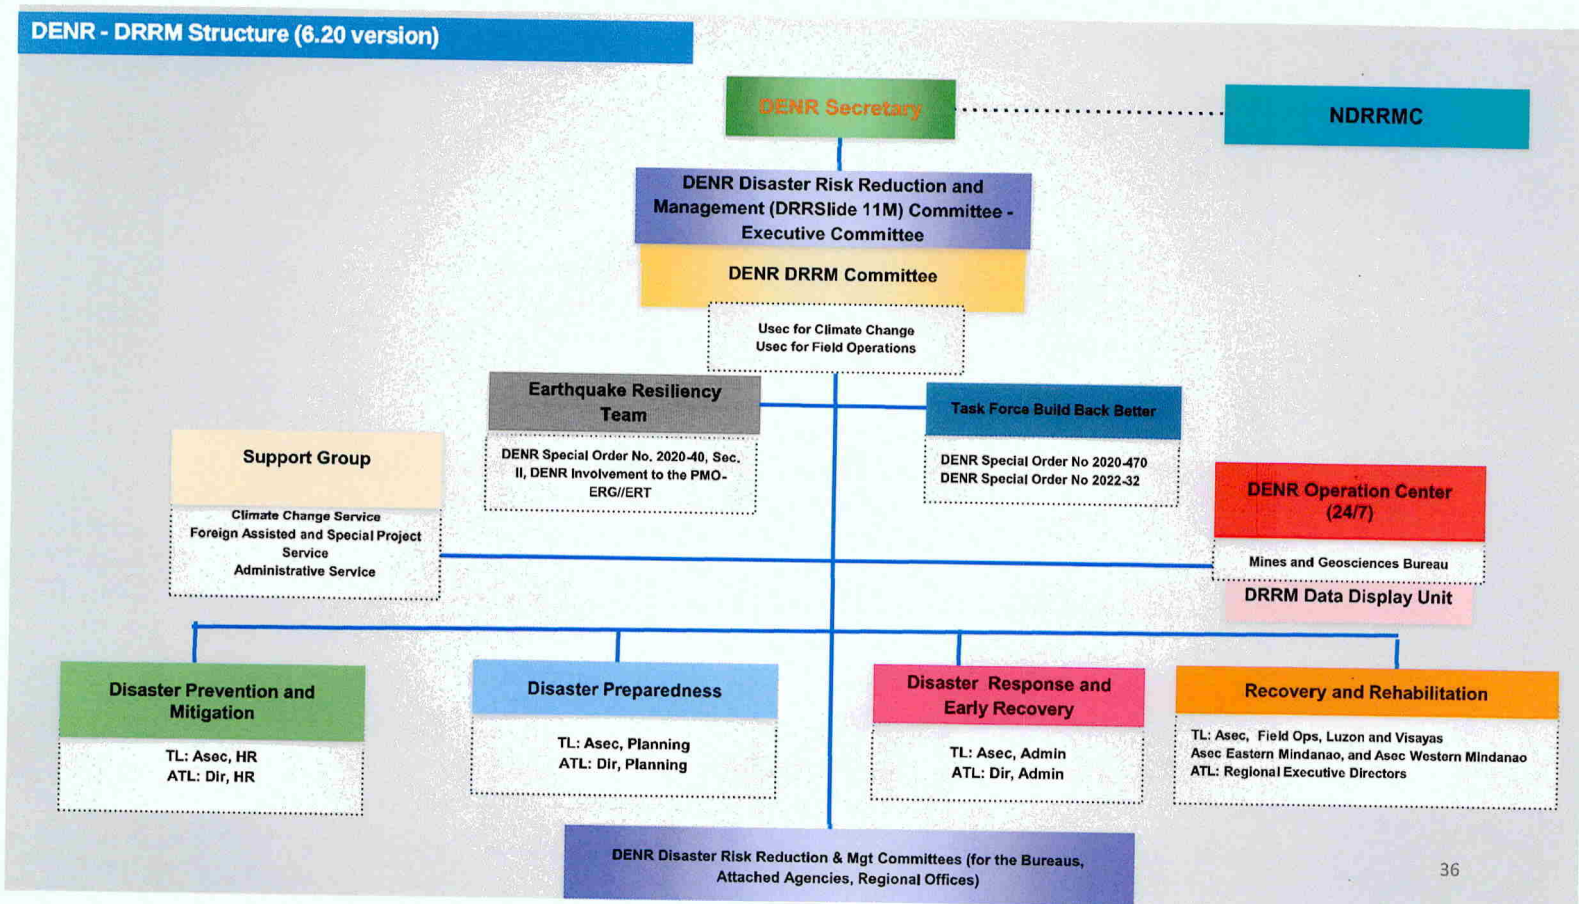 DENR - DRRM Structure (6.20 version)
DENR Secretary
NDRRMC
DENR Disaster Risk Reduction and
Management (DRRSlide 11M) Committee -
Executive Committee
DENR DRRM Committee
Usec for Climate Change
Usec for Field Operations
Earthquake Resiliency
Team
DENR Special Order No. 2020-40, Sec.
II, DENR Involvement to the PMO-
ERG//ERT
Task Force Build Back Better
DENR Special Order No 2020-470
DENR Special Order No 2022-32
Support Group
Climate Change Service
Foreign Assisted and Special Project
Service
Administrative Service
DENR Operation Center
(24/7)
Mines and Geosciences Bureau
DRRM Data Display Unit
Disaster Prevention and
Mitigation
TL: Asec, HR
ATL: Dir, HR
Disaster Preparedness
TL: Asec, Planning
ATL: Dir, Planning
Disaster Response and
Early Recovery
TL: Asec, Admin
ATL: Dir, Admin
Recovery and Rehabilitation
TL: Asec, Field Ops, Luzon and Visayas
Asec Eastern Mindanao, and Asec Western Mindanao
ATL: Regional Executive Directors
DENR Disaster Risk Reduction & Mgt Committees (for the Bureaus,
Attached Agencies, Regional Offices)
36